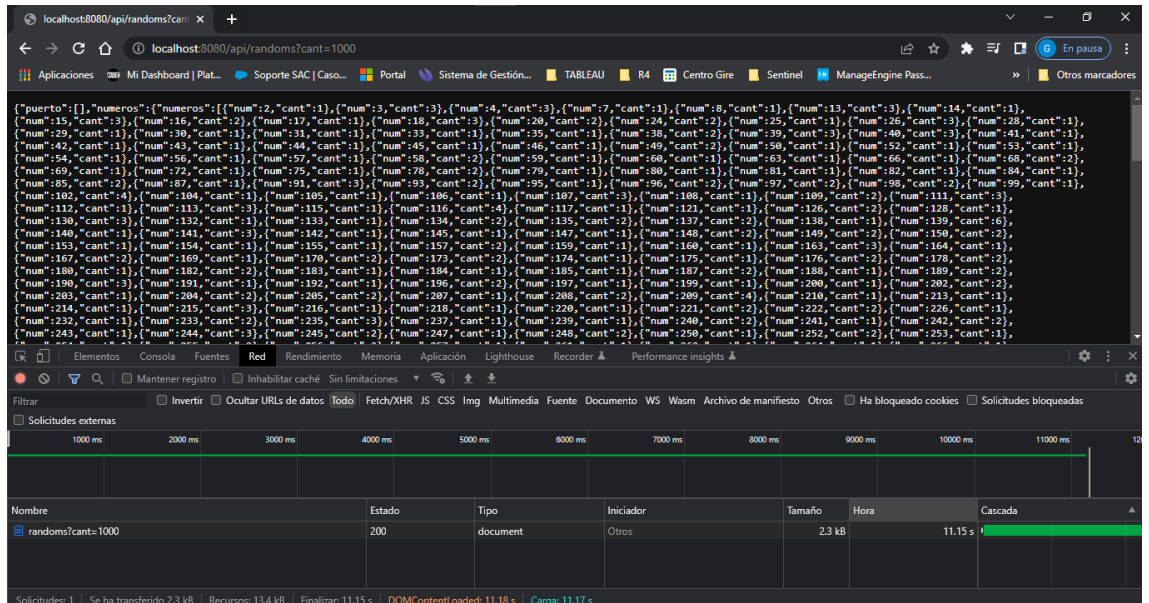 localhost:8080/api/randoms?can
localhost:8080/api/randoms?cant=1000 G En pausa
Aplicaciones Mi Dashboard | Plat... Soporte SAC | Caso... Portal Sistema de Gestión... TABLEAU R4 Centro Gire Sentinel ManageEngine Pass... » Otros marcadores
{"puerto":[],"numeros":{"numeros":[{"num":2,"cant":1},{"num":3,"cant":3},{"num":4,"cant":3},{"num":7,"cant":1},{"num":8,"cant":1},{"num":13,"cant":3},{"num":14,"cant":1},
{"num":15,"cant":3},{"num":16,"cant":2},{"num":17,"cant":1},{"num":18,"cant":3},{"num":20,"cant":2},{"num":24,"cant":2},{"num":25,"cant":1},{"num":26,"cant":3},{"num":28,"cant":1},
{"num":29,"cant":1},{"num":30,"cant":1},{"num":31,"cant":1},{"num":33,"cant":1},{"num":35,"cant":1},{"num":38,"cant":2},{"num":39,"cant":3},{"num":40,"cant":3},{"num":41,"cant":1},
{"num":42,"cant":1},{"num":43,"cant":1},{"num":44,"cant":1},{"num":45,"cant":1},{"num":46,"cant":1},{"num":49,"cant":2},{"num":50,"cant":1},{"num":52,"cant":1},{"num":53,"cant":1},
{"num":54,"cant":1},{"num":56,"cant":1},{"num":57,"cant":1},{"num":58,"cant":2},{"num":59,"cant":1},{"num":60,"cant":1},{"num":63,"cant":1},{"num":66,"cant":1},{"num":68,"cant":2},
{"num":69,"cant":1},{"num":72,"cant":1},{"num":75,"cant":1},{"num":78,"cant":2},{"num":79,"cant":1},{"num":80,"cant":1},{"num":81,"cant":1},{"num":82,"cant":1},{"num":84,"cant":1},
{"num":85,"cant":2},{"num":87,"cant":1},{"num":91,"cant":3},{"num":93,"cant":2},{"num":95,"cant":1},{"num":96,"cant":2},{"num":97,"cant":2},{"num":98,"cant":2},{"num":99,"cant":1},
{"num":102,"cant":4},{"num":104,"cant":1},{"num":105,"cant":1},{"num":106,"cant":1},{"num":107,"cant":3},{"num":108,"cant":1},{"num":109,"cant":2},{"num":111,"cant":3},
{"num":112,"cant":1},{"num":113,"cant":3},{"num":115,"cant":1},{"num":116,"cant":4},{"num":117,"cant":1},{"num":121,"cant":1},{"num":126,"cant":2},{"num":128,"cant":1},
{"num":130,"cant":3},{"num":132,"cant":1},{"num":133,"cant":1},{"num":134,"cant":2},{"num":135,"cant":2},{"num":137,"cant":2},{"num":138,"cant":1},{"num":139,"cant":6},
{"num":140,"cant":1},{"num":141,"cant":3},{"num":142,"cant":1},{"num":145,"cant":1},{"num":147,"cant":1},{"num":148,"cant":2},{"num":149,"cant":2},{"num":150,"cant":2},
{"num":153,"cant":1},{"num":154,"cant":1},{"num":155,"cant":1},{"num":157,"cant":2},{"num":159,"cant":1},{"num":160,"cant":1},{"num":163,"cant":3},{"num":164,"cant":1},
{"num":167,"cant":2},{"num":169,"cant":1},{"num":170,"cant":2},{"num":173,"cant":2},{"num":174,"cant":1},{"num":175,"cant":1},{"num":176,"cant":2},{"num":178,"cant":2},
{"num":180,"cant":1},{"num":182,"cant":2},{"num":183,"cant":1},{"num":184,"cant":1},{"num":185,"cant":1},{"num":187,"cant":2},{"num":188,"cant":1},{"num":189,"cant":2},
{"num":190,"cant":3},{"num":191,"cant":1},{"num":192,"cant":1},{"num":196,"cant":2},{"num":197,"cant":1},{"num":199,"cant":1},{"num":200,"cant":1},{"num":202,"cant":2},
{"num":203,"cant":1},{"num":204,"cant":2},{"num":205,"cant":2},{"num":207,"cant":1},{"num":208,"cant":2},{"num":209,"cant":4},{"num":210,"cant":1},{"num":213,"cant":1},
{"num":214,"cant":1},{"num":215,"cant":3},{"num":216,"cant":1},{"num":218,"cant":1},{"num":220,"cant":1},{"num":221,"cant":2},{"num":222,"cant":2},{"num":226,"cant":1},
{"num":232,"cant":1},{"num":233,"cant":2},{"num":235,"cant":3},{"num":237,"cant":1},{"num":239,"cant":1},{"num":240,"cant":2},{"num":241,"cant":1},{"num":242,"cant":2},
{"num":243,"cant":1},{"num":244,"cant":3},{"num":245,"cant":2},{"num":247,"cant":1},{"num":248,"cant":2},{"num":250,"cant":1},{"num":252,"cant":2},{"num":253,"cant":1},
Elementos Consola Fuentes Red Rendimiento Memoria Aplicación Lighthouse Recorder Performance insights
Mantener registro Inhabilitar caché Sin limitaciones
Filtrar Invertir Ocultar URLs de datos Todo Fetch/XHR JS CSS Img Multimedia Fuente Documento WS Wasm Archivo de manifiesto Otros Ha bloqueado cookies Solicitudes bloqueadas
Solicitudes externas
1000 ms 2000 ms 3000 ms 4000 ms 5000 ms 6000 ms 7000 ms 8000 ms 9000 ms 10000 ms 11000 ms 12
Nombre Estado Tipo Iniciador Tamaño Hora Cascada
randoms?cant=1000 200 document Otros 2.3 kB 11.15 s
Solicitudes: 1 Se ha transferido 2.3 kB Recursos: 13.4 kB Finalizar: 11.15 s DOMContentLoaded: 11.18 s Carga: 11.17 s